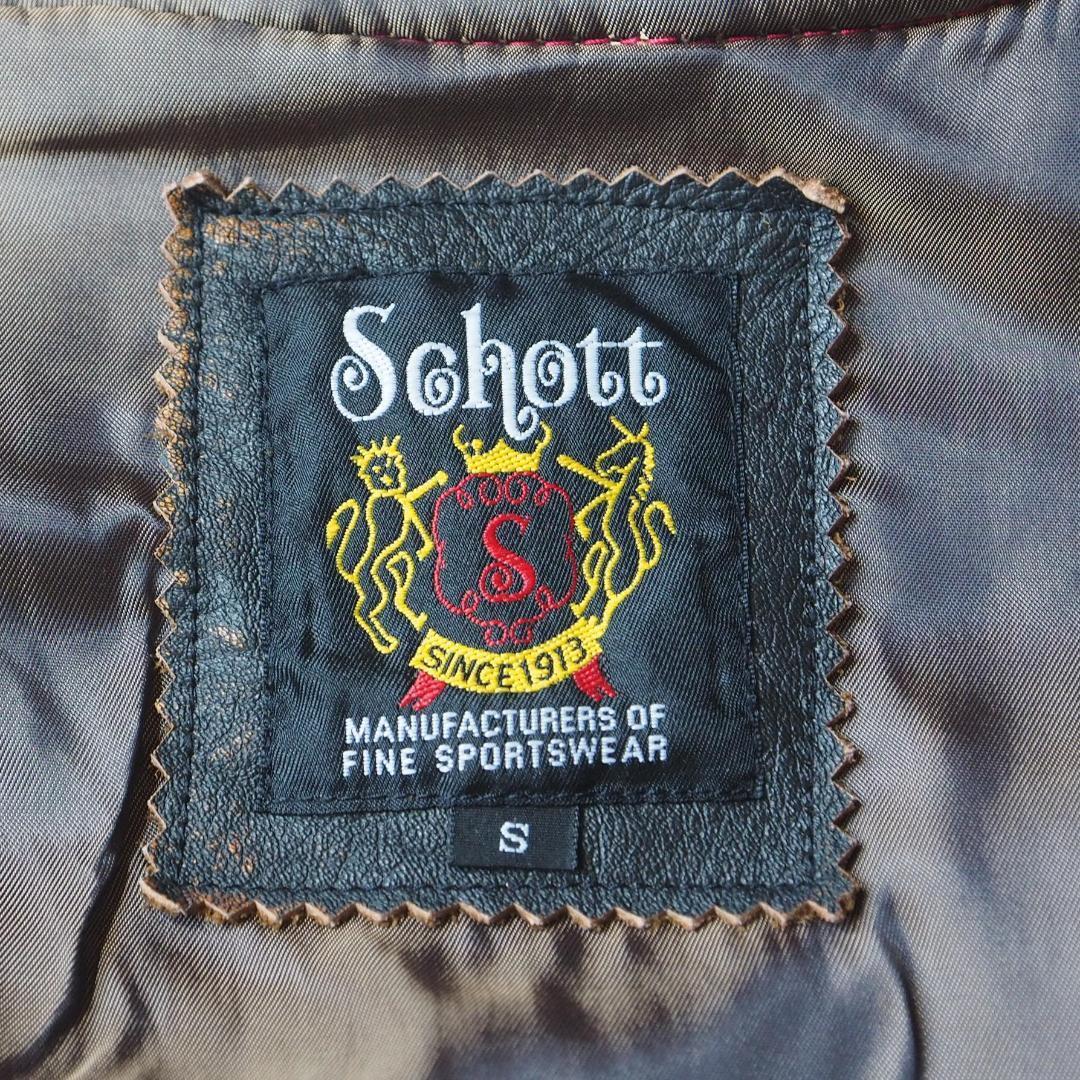 Schott
S
SINCE 1913
MANUFACTURERS OF
FINE SPORTSWEAR
S